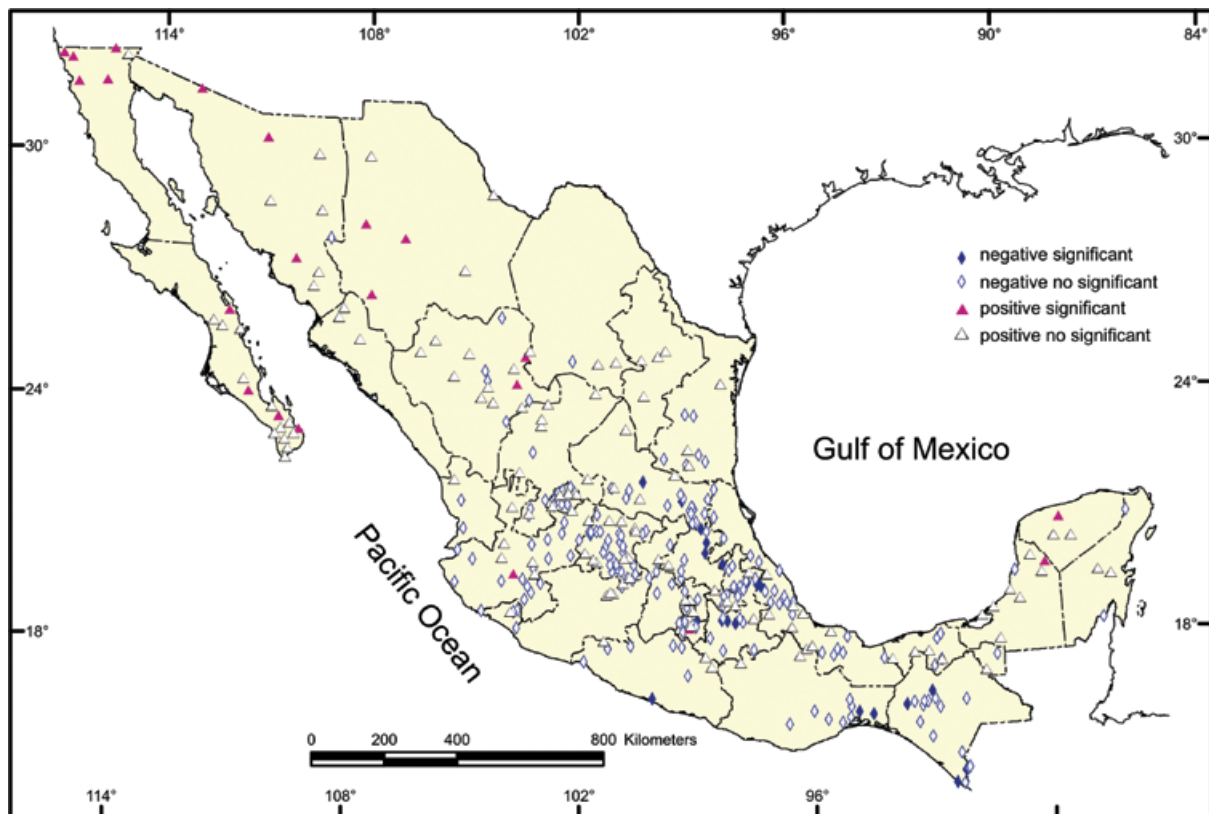 114° 108° 102° 96° 90° 84°
30° 30°
negative significant
negative no significant
positive significant
positive no significant
24° 24°
Gulf of Mexico
Pacific Ocean
18° 18°
0 200 400 800 Kilometers
114° 108° 102° 96°